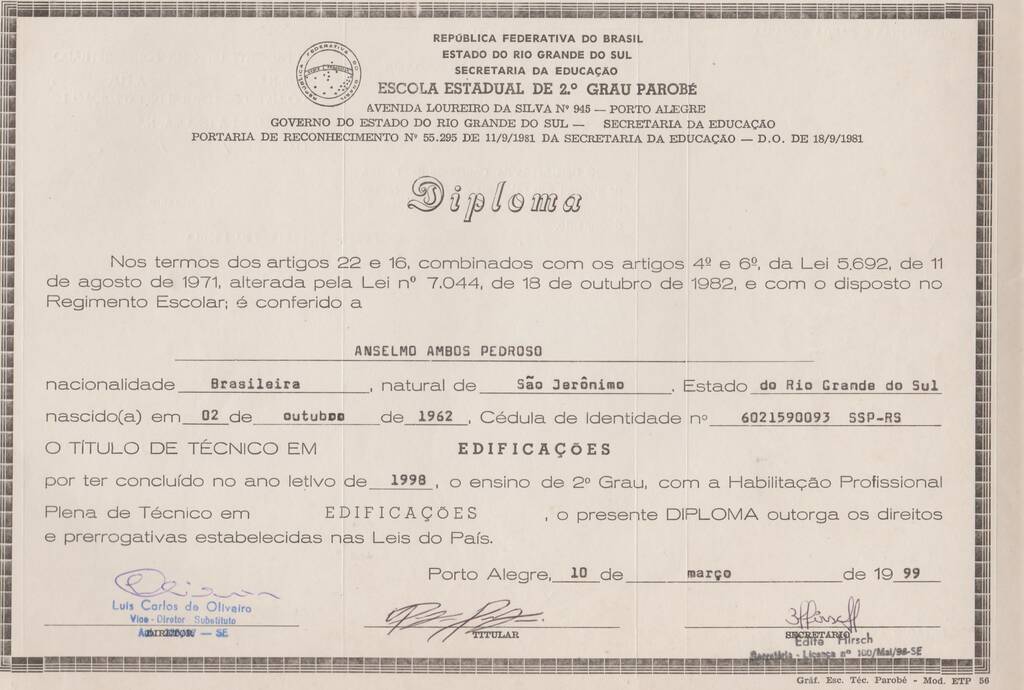 REPÚBLICA FEDERATIVA DO BRASIL
ESTADO DO RIO GRANDE DO SUL
SECRETARIA DA EDUCAÇÃO
ESCOLA ESTADUAL DE 2.º GRAU PAROBÉ
AVENIDA LOUREIRO DA SILVA Nº 945 — PORTO ALEGRE
GOVERNO DO ESTADO DO RIO GRANDE DO SUL — SECRETARIA DA EDUCAÇÃO
PORTARIA DE RECONHECIMENTO Nº 55.295 DE 11/9/1981 DA SECRETARIA DA EDUCAÇÃO — D.O. DE 18/9/1981
Diploma
Nos termos dos artigos 22 e 16, combinados com os artigos 4º e 6º, da Lei 5.692, de 11
de agosto de 1971, alterada pela Lei nº 7.044, de 18 de outubro de 1982, e com o disposto no
Regimento Escolar; é conferido a
ANSELMO AMBOS PEDROSO
nacionalidade Brasileira, natural de São Jerônimo. Estado do Rio Grande do Sul
nascido(a) em 02 de outubro de 1962, Cédula de Identidade nº 6021590093 SSP-RS
O TÍTULO DE TÉCNICO EM EDIFICAÇÕES
por ter concluído no ano letivo de 1998, o ensino de 2º Grau, com a Habilitação Profissional
Plena de Técnico em EDIFICAÇÕES, o presente DIPLOMA outorga os direitos
e prerrogativas estabelecidas nas Leis do País.
Porto Alegre, 10 de março de 1999
Luis Carlos de Oliveiro
Vice-Diretor Substituto
DIRETOR — SE
TITULAR
SECRETÁRIO
Edite Hirsch
Secretária - Licença nº 100/Mai/98-SE
Gráf. Esc. Téc. Parobé - Mod. ETP 56